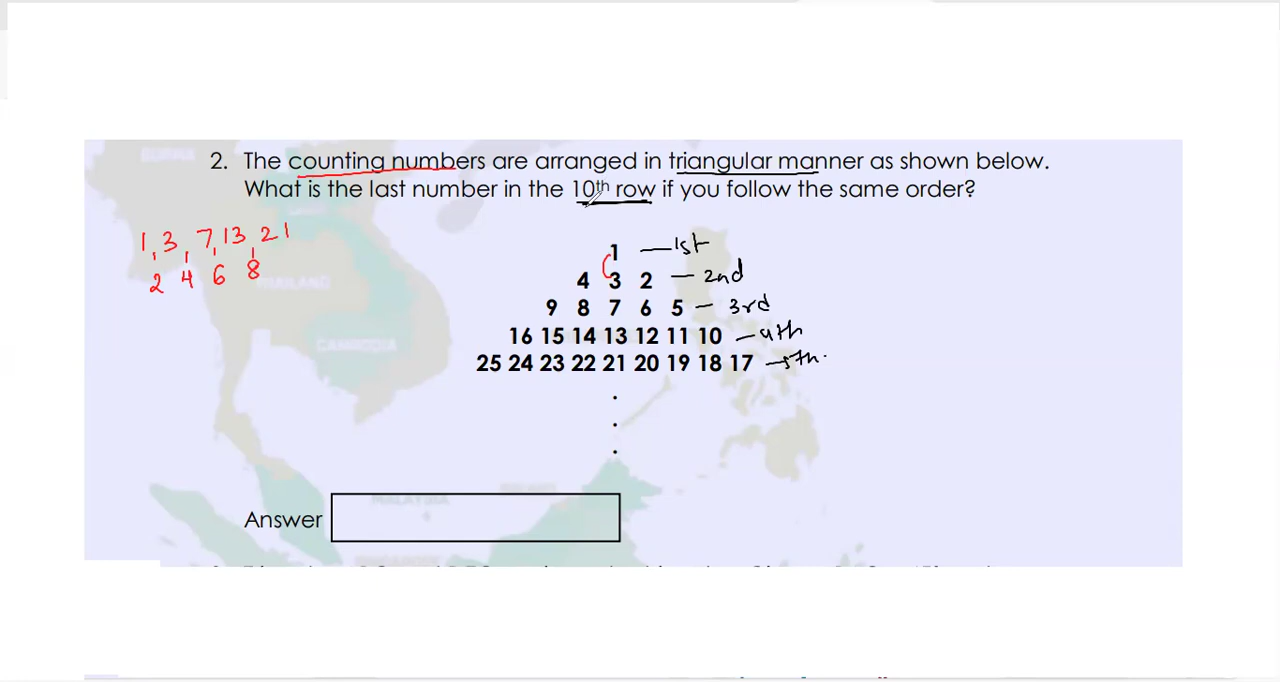 2. The counting numbers are arranged in triangular manner as shown below.
What is the last number in the 10th row if you follow the same order?
1, 3, 7, 13, 21
2 4 6 8
1 — 1st
4 3 2 — 2nd
9 8 7 6 5 — 3rd
16 15 14 13 12 11 10 — 4th
25 24 23 22 21 20 19 18 17 — 5th.
.
.
.
Answer
THAILAND
CAMBODIA
MALAYSIA